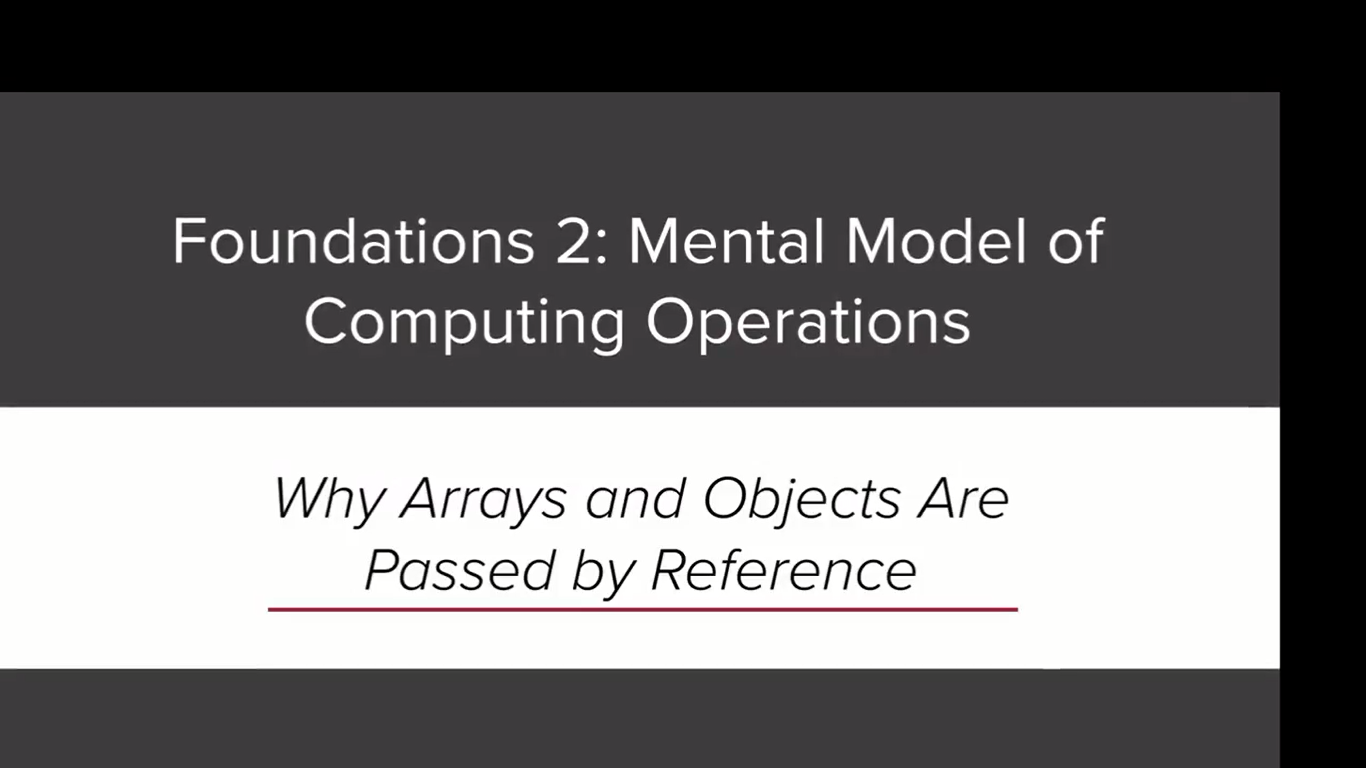 Foundations 2: Mental Model of
Computing Operations
Why Arrays and Objects Are
Passed by Reference